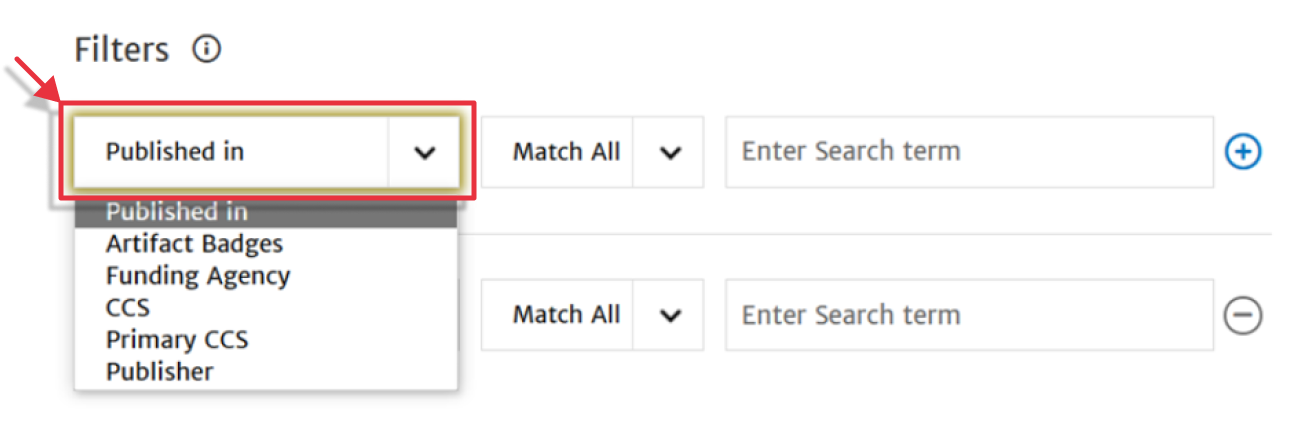 Filters
Published in Match All Enter Search term
Published in
Artifact Badges
Funding Agency
CCS
Primary CCS
Publisher
Match All Enter Search term